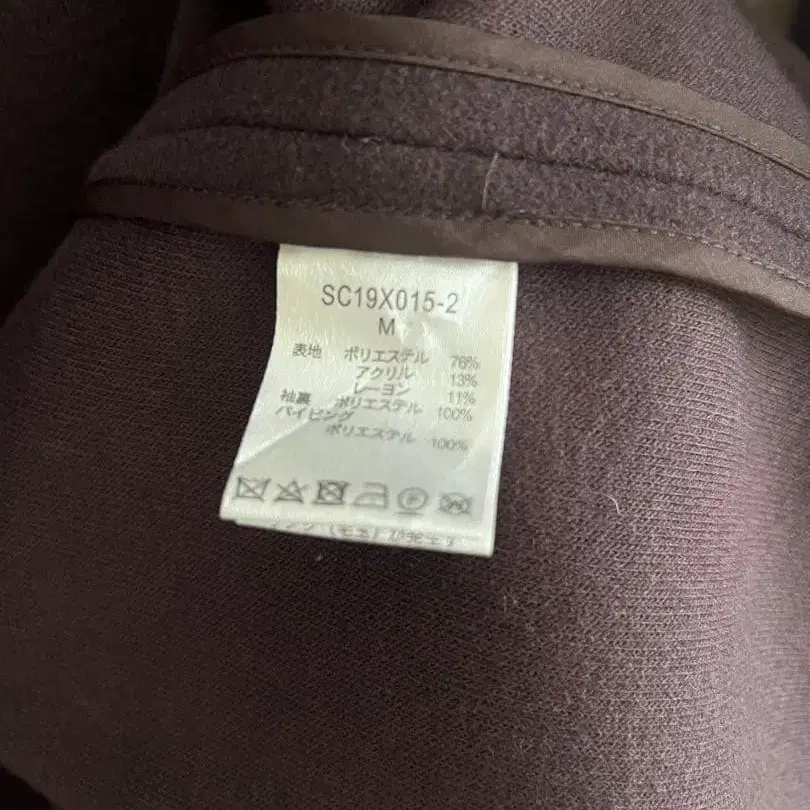 SC19X015-2
M
表地 ポリエステル 76%
アクリル 13%
レーヨン 11%
袖裏 ポリエステル 100%
パイピング
ポリエステル 100%